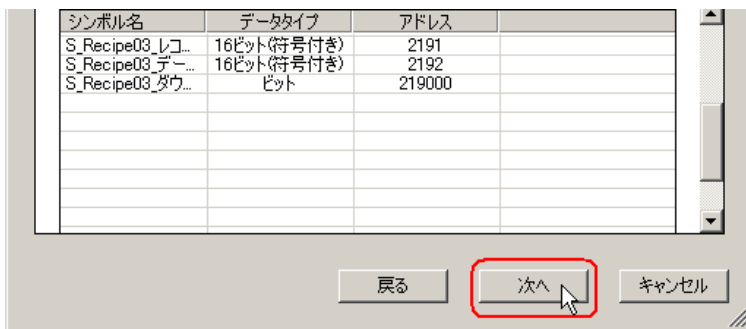 シンボル名 データタイプ アドレス
S_Recipe03_レコ... 16ビット(符号付き) 2191
S_Recipe03_デー... 16ビット(符号付き) 2192
S_Recipe03_ダウ... ビット 219000
戻る 次へ キャンセル